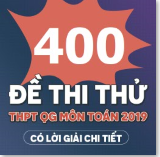 400
ĐỀ THI THỬ
THPT QG MÔN TOÁN 2019
CÓ LỜI GIẢI CHI TIẾT